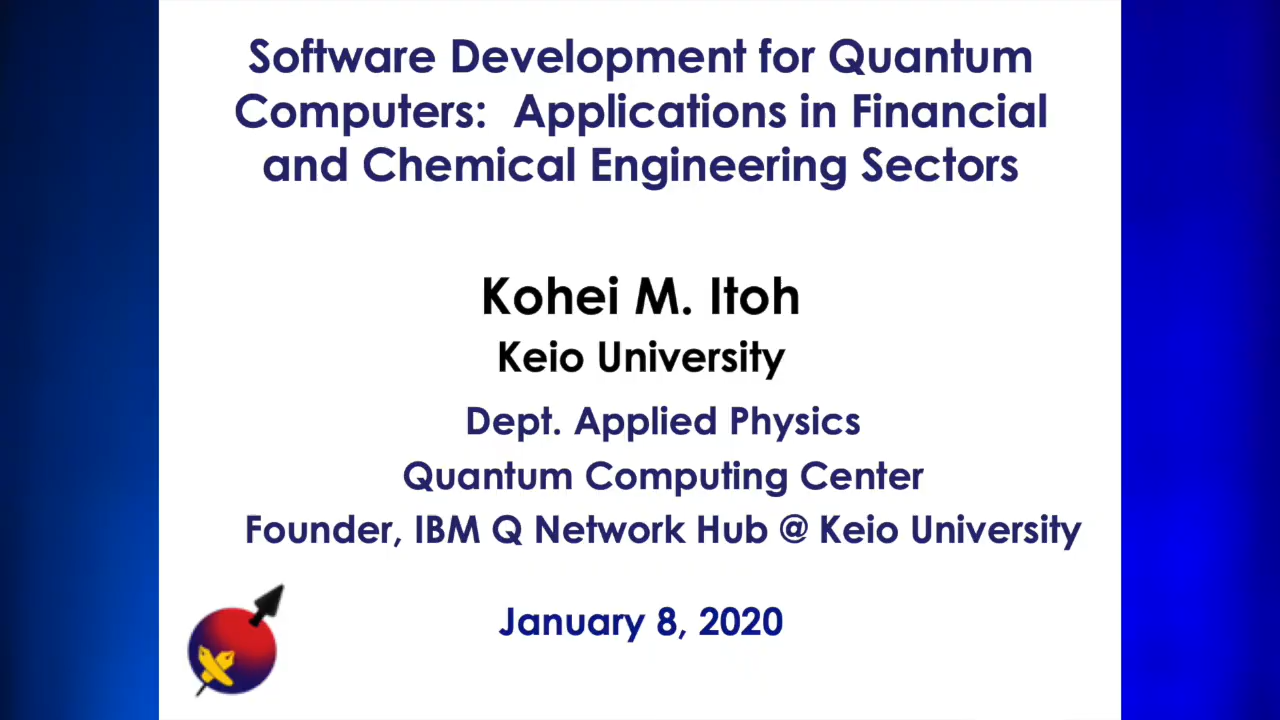 Software Development for Quantum
Computers:  Applications in Financial
and Chemical Engineering Sectors
Kohei M. Itoh
Keio University
Dept. Applied Physics
Quantum Computing Center
Founder, IBM Q Network Hub @ Keio University
January 8, 2020